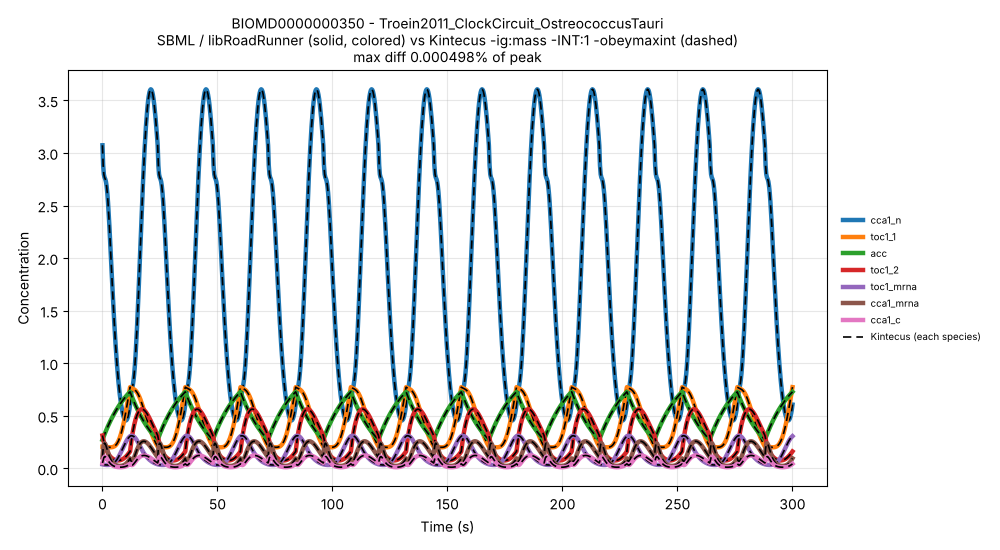 BIOMD0000000350 - Troein2011_ClockCircuit_OstreococcusTauri
SBML / libRoadRunner (solid, colored) vs Kintecus -ig:mass -INT:1 -obeymaxint (dashed)
max diff 0.000498% of peak
Concentration
3.5
3.0
2.5
2.0
1.5
1.0
0.5
0.0
0
50
100
150
200
250
300
Time (s)
cca1_n
toc1_1
acc
toc1_2
toc1_mrna
cca1_mrna
cca1_c
Kintecus (each species)